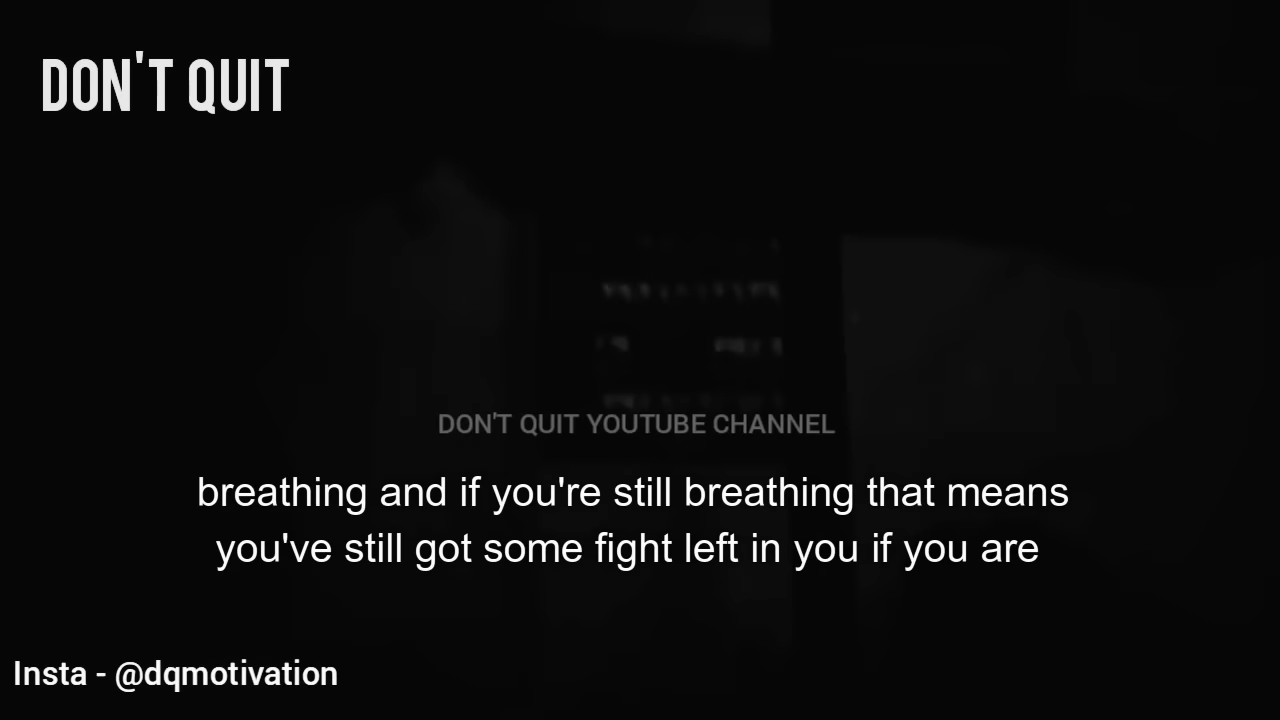 DON'T QUIT
DON'T QUIT YOUTUBE CHANNEL
breathing and if you're still breathing that means
you've still got some fight left in you if you are
Insta - @dqmotivation